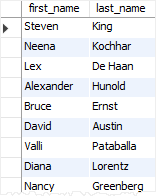 first_name last_name
Steven King
Neena Kochhar
Lex De Haan
Alexander Hunold
Bruce Ernst
David Austin
Valli Pataballa
Diana Lorentz
Nancy Greenberg